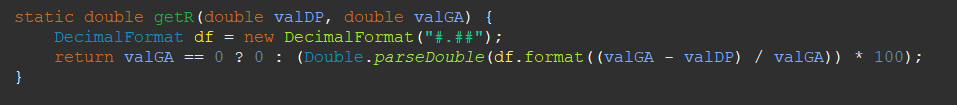 static double getR(double valDP, double valGA) {
    DecimalFormat df = new DecimalFormat("#.##");
    return valGA == 0 ? 0 : (Double.parseDouble(df.format((valGA - valDP) / valGA)) * 100);
}